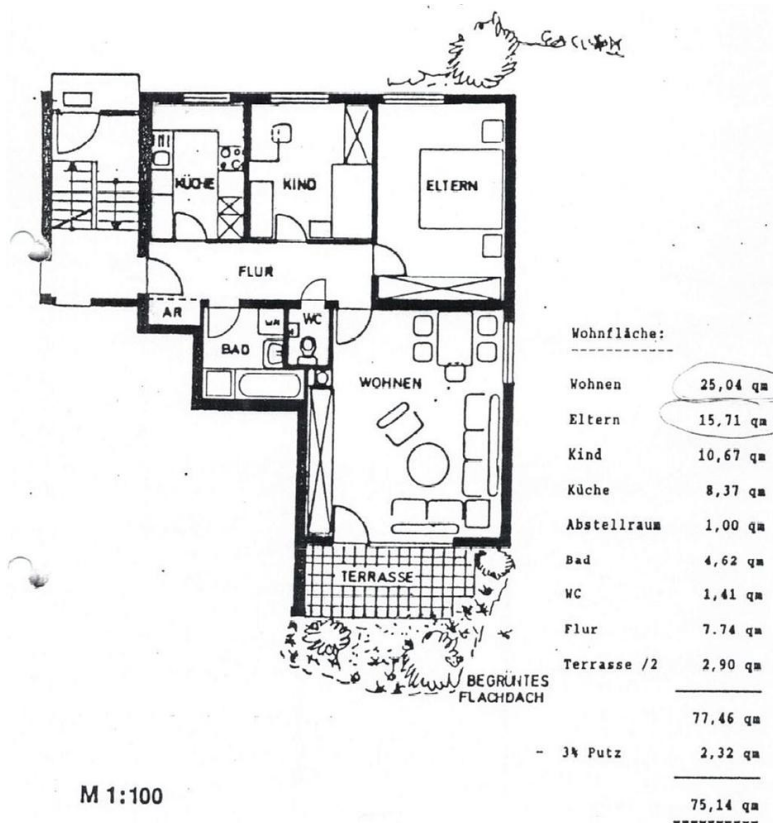 KÜCHE
KIND
ELTERN
FLUR
AR
WC
BAD
WOHNEN
TERRASSE
BEGRÜNTES
FLACHDACH
M 1:100
Wohnfläche:
Wohnen 25,04 qm
Eltern 15,71 qm
Kind 10,67 qm
Küche 8,37 qm
Abstellraum 1,00 qm
Bad 4,62 qm
WC 1,41 qm
Flur 7.74 qm
Terrasse /2 2,90 qm
77,46 qm
- 3% Putz 2,32 qm
75,14 qm